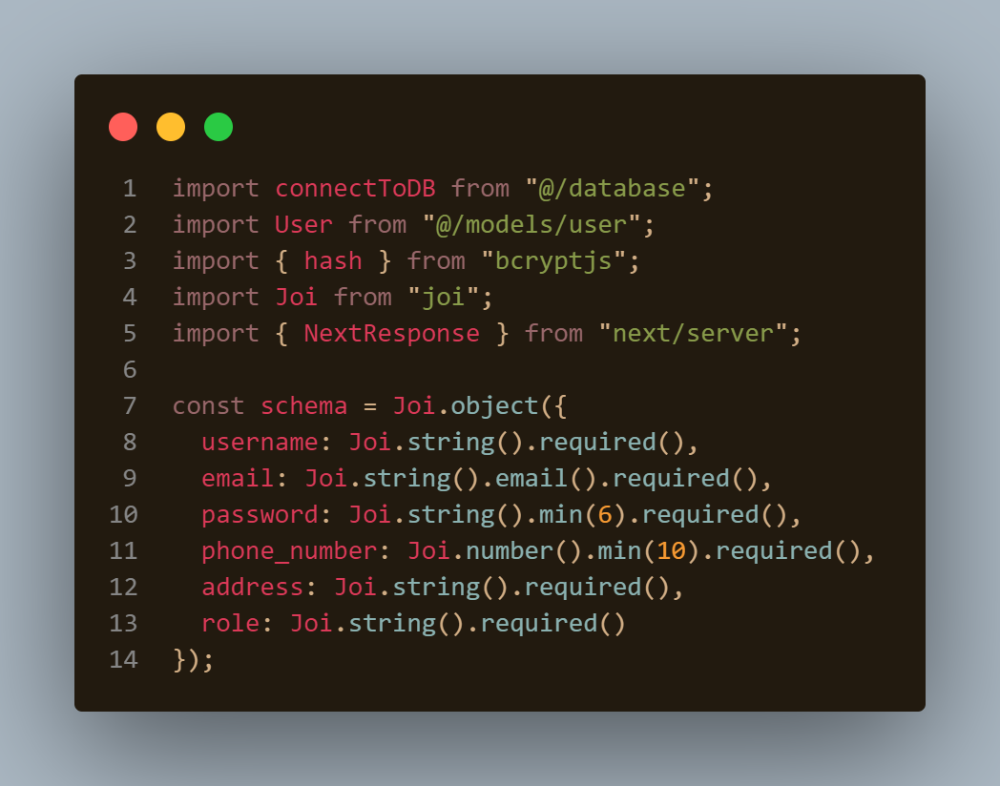 1 import connectToDB from "@/database";
2 import User from "@/models/user";
3 import { hash } from "bcryptjs";
4 import Joi from "joi";
5 import { NextResponse } from "next/server";
6
7 const schema = Joi.object({
8   username: Joi.string().required(),
9   email: Joi.string().email().required(),
10   password: Joi.string().min(6).required(),
11   phone_number: Joi.number().min(10).required(),
12   address: Joi.string().required(),
13   role: Joi.string().required()
14 });